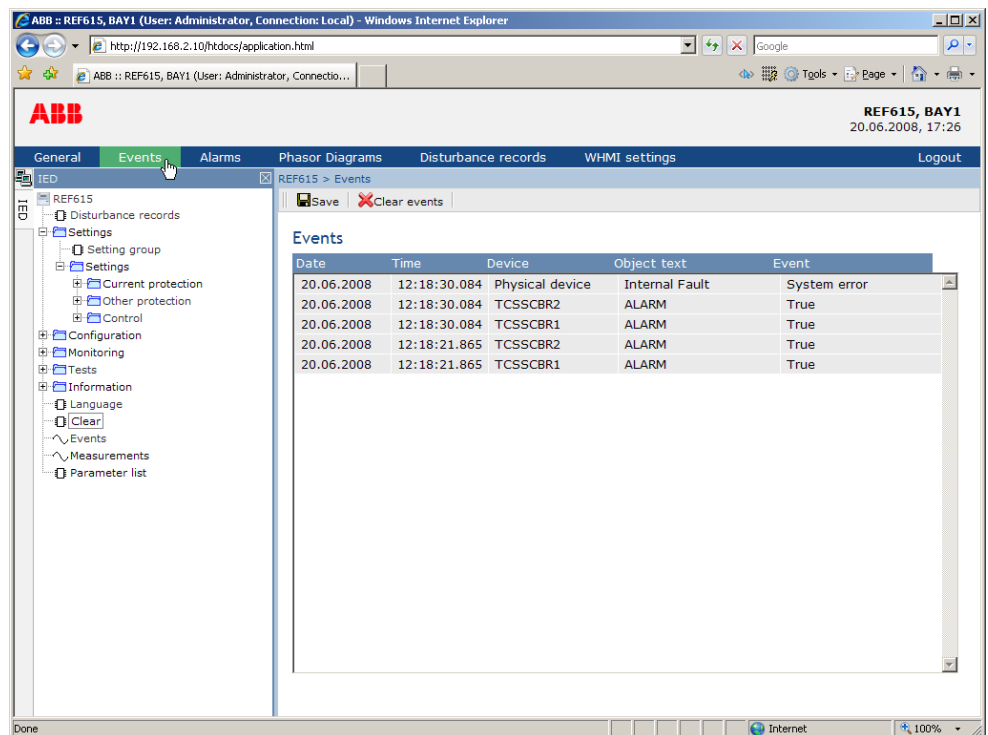 ABB :: REF615, BAY1 (User: Administrator, Connection: Local) - Windows Internet Explorer
http://192.168.2.10/htdocs/application.html
Google
ABB :: REF615, BAY1 (User: Administrator, Connectio...
Tools
Page
ABB
REF615, BAY1
20.06.2008, 17:26
General Events Alarms Phasor Diagrams Disturbance records WHMI settings Logout
IED
IED
REF615 > Events
REF615
Disturbance records
Settings
Setting group
Settings
Current protection
Other protection
Control
Configuration
Monitoring
Tests
Information
Language
Clear
Events
Measurements
Parameter list
Save Clear events
Events
Date Time Device Object text Event
20.06.2008 12:18:30.084 Physical device Internal Fault System error
20.06.2008 12:18:30.084 TCSSCBR2 ALARM True
20.06.2008 12:18:30.084 TCSSCBR1 ALARM True
20.06.2008 12:18:21.865 TCSSCBR2 ALARM True
20.06.2008 12:18:21.865 TCSSCBR1 ALARM True
Done
Internet
100%